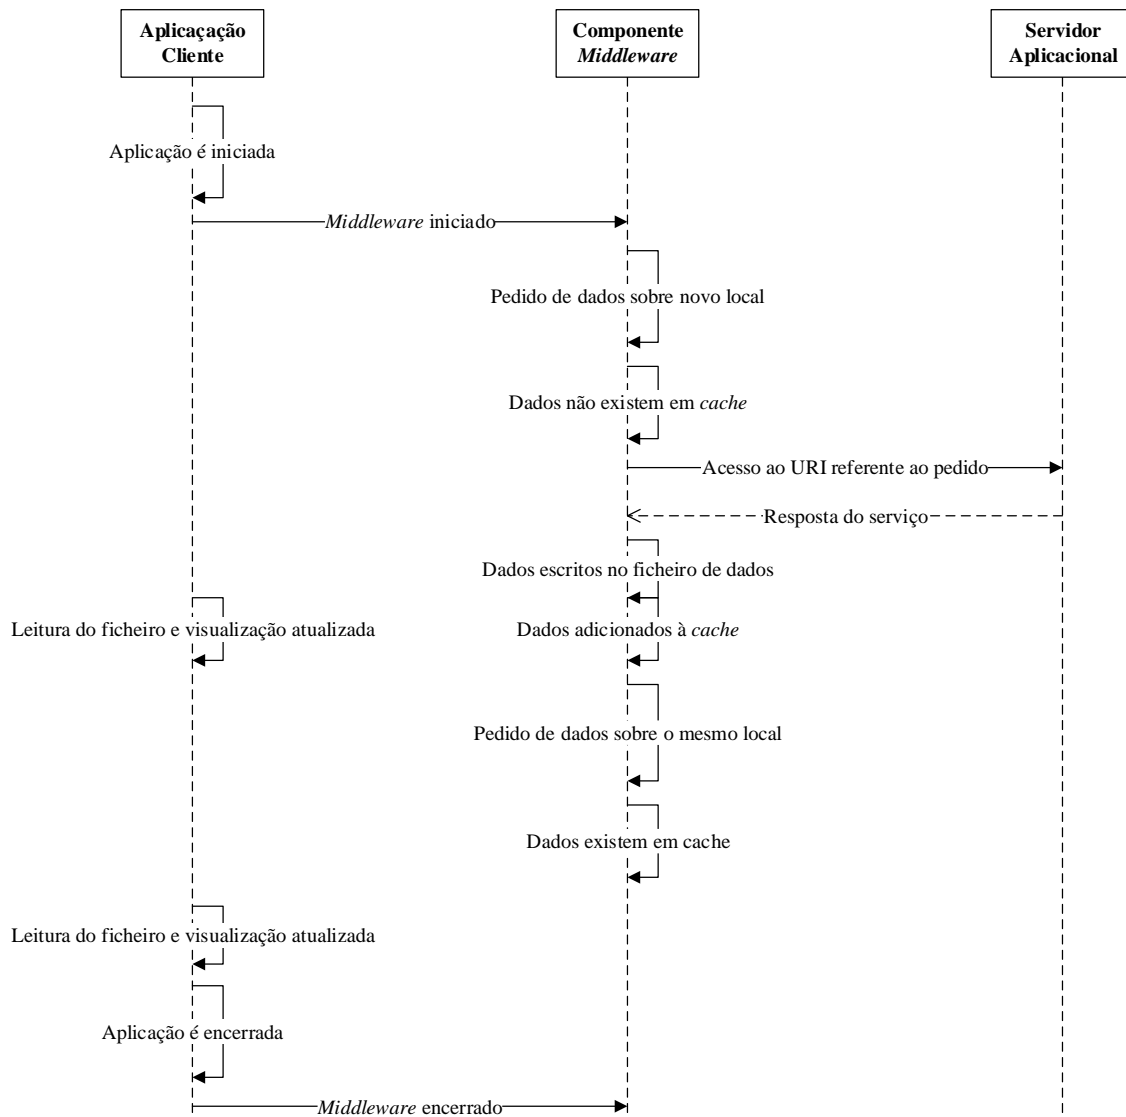 Aplicaçação
Cliente
Componente
Middleware
Servidor
Aplicacional
Aplicação é iniciada
Middleware iniciado
Pedido de dados sobre novo local
Dados não existem em cache
Acesso ao URI referente ao pedido
Resposta do serviço
Dados escritos no ficheiro de dados
Leitura do ficheiro e visualização atualizada
Dados adicionados à cache
Pedido de dados sobre o mesmo local
Dados existem em cache
Leitura do ficheiro e visualização atualizada
Aplicação é encerrada
Middleware encerrado